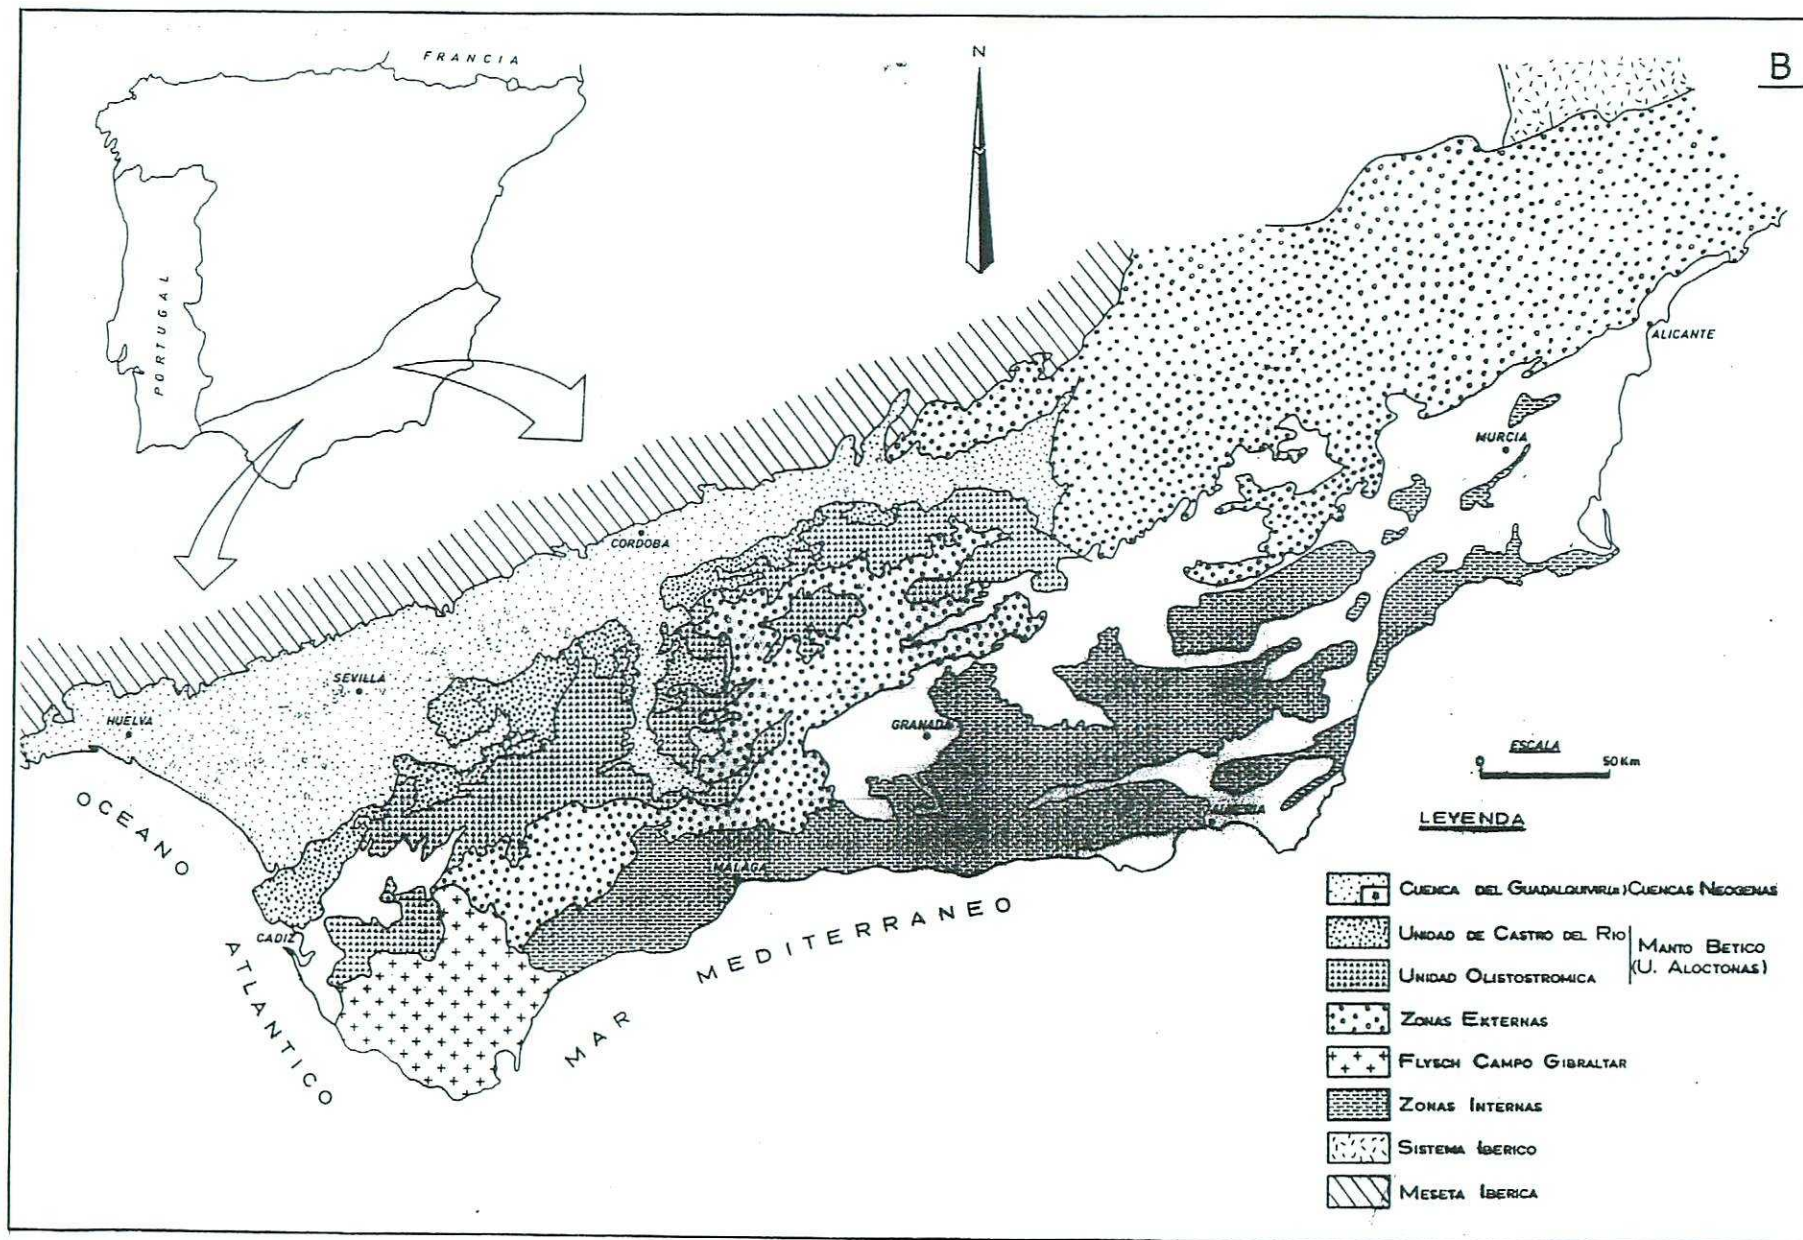 FRANCIA
N
B
PORTUGAL
ALICANTE
MURCIA
CORDOBA
SEVILLA
HUELVA
GRANADA
ALMERIA
MALAGA
CADIZ
OCEANO
ATLANTICO
MAR MEDITERRANEO
ESCALA
0 50 Km
LEYENDA
CUENCA DEL GUADALQUIVIR(a) CUENCAS NEOGENAS
a
UNIDAD DE CASTRO DEL RIO
UNIDAD OLISTOSTROMICA
MANTO BETICO
(U. ALOCTONAS)
ZONAS EXTERNAS
FLYSCH CAMPO GIBRALTAR
ZONAS INTERNAS
SISTEMA IBERICO
MESETA IBERICA